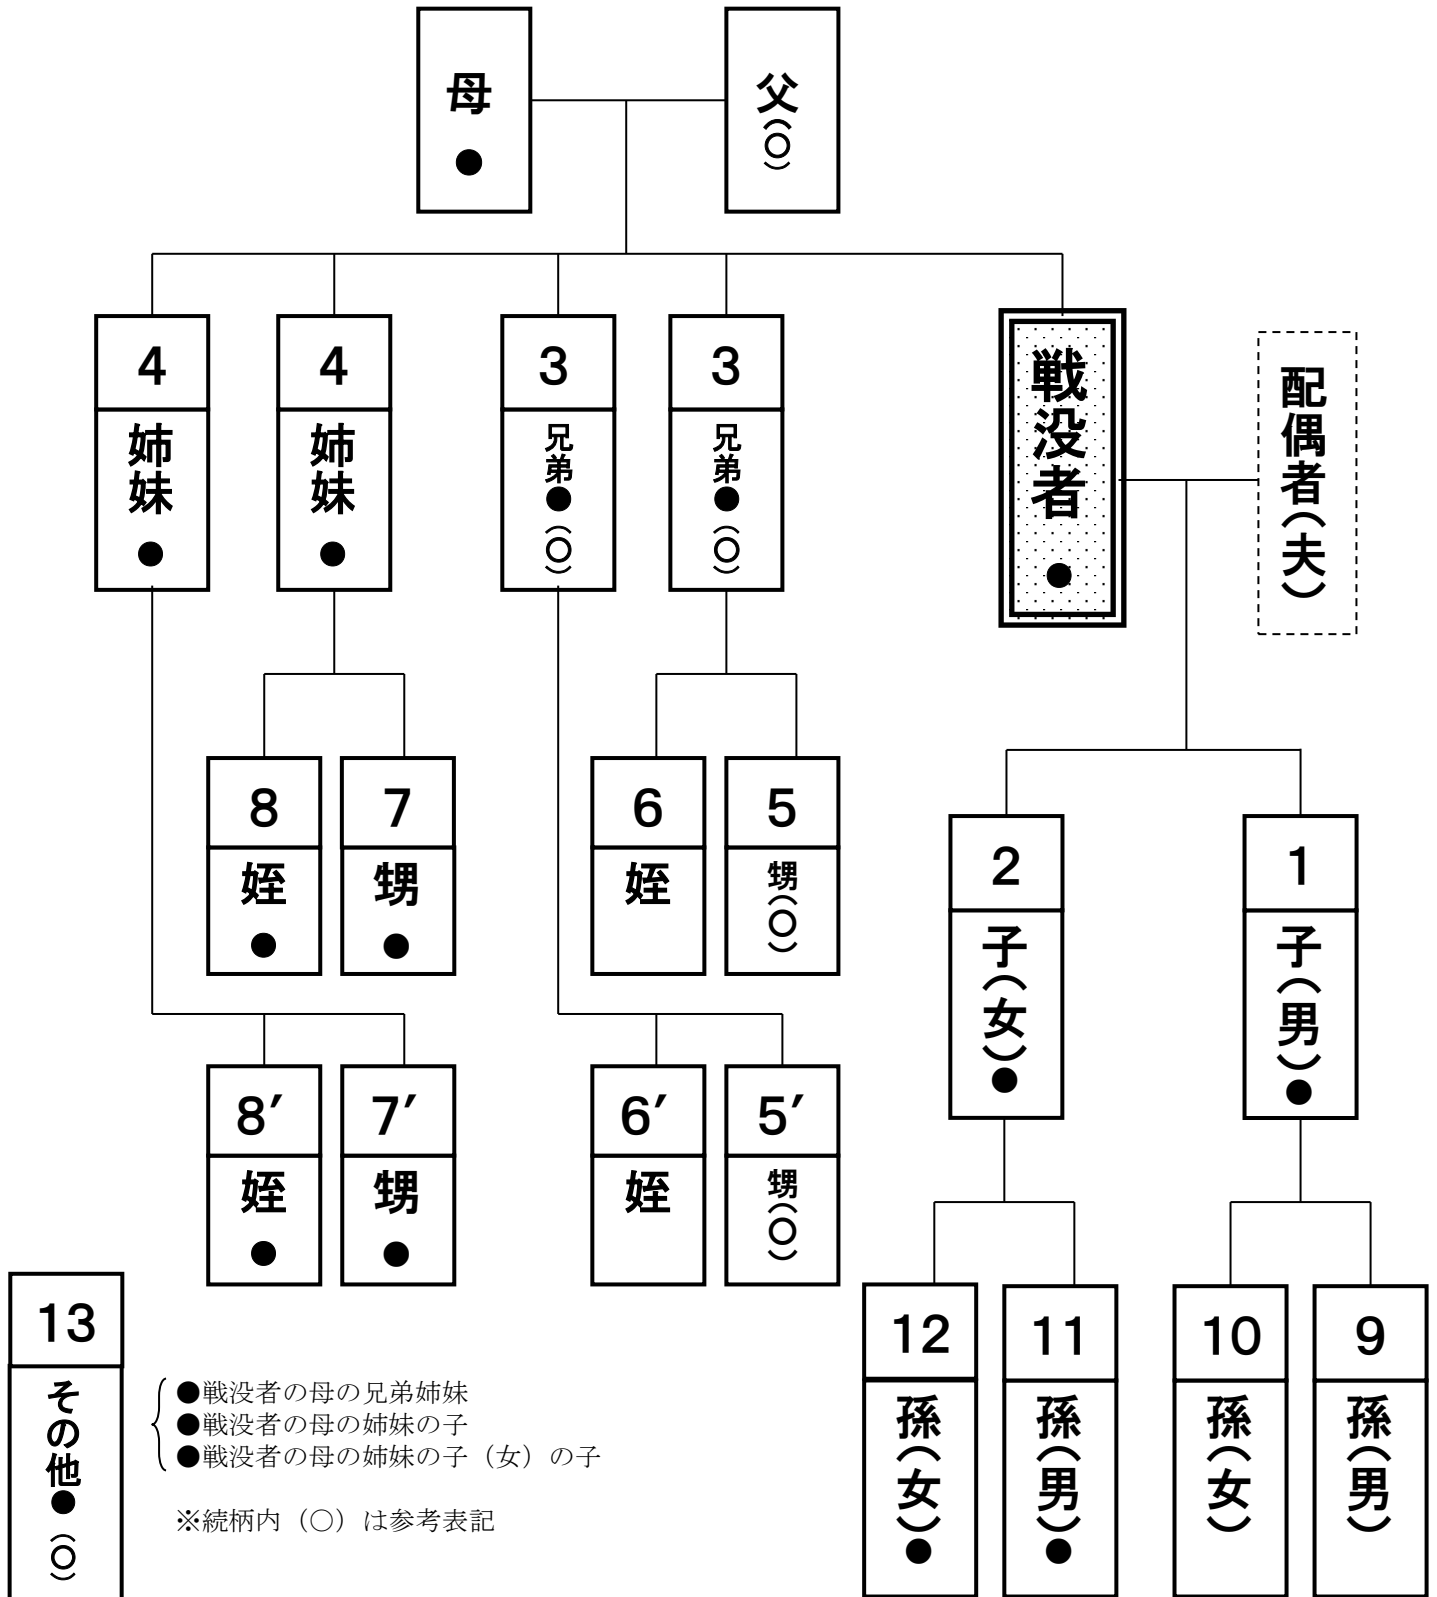 母●
父(○)
4
姉妹●
4
姉妹●
3
兄弟●(○)
3
兄弟●(○)
戦没者●
配偶者(夫)
8
姪●
7
甥●
6
姪
5
甥(○)
2
子(女)●
1
子(男)●
8′
姪●
7′
甥●
6′
姪
5′
甥(○)
13
その他●(○)
●戦没者の母の兄弟姉妹
●戦没者の母の姉妹の子
●戦没者の母の姉妹の子（女）の子
※続柄内（○）は参考表記
12
孫(女)●
11
孫(男)●
10
孫(女)
9
孫(男)